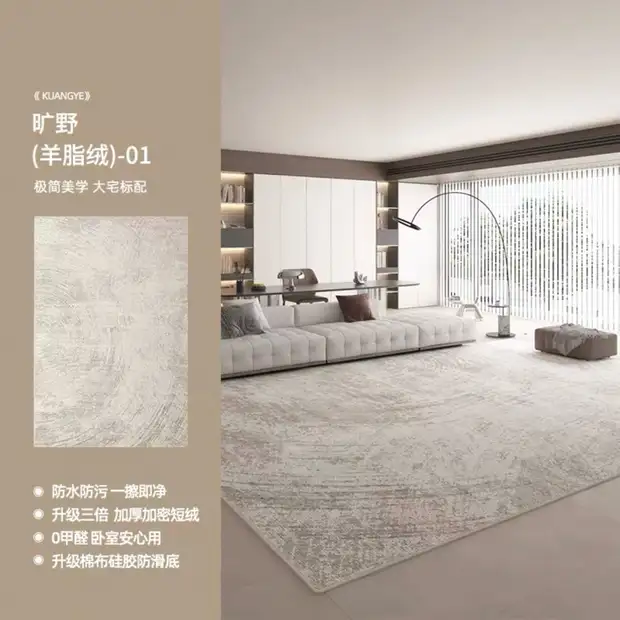 《 KUANGYE》
旷野
(羊脂绒)-01
极简美学 大宅标配
防水防污 一擦即净
升级三倍 加厚加密短绒
0甲醛 卧室安心用
升级棉布硅胶防滑底